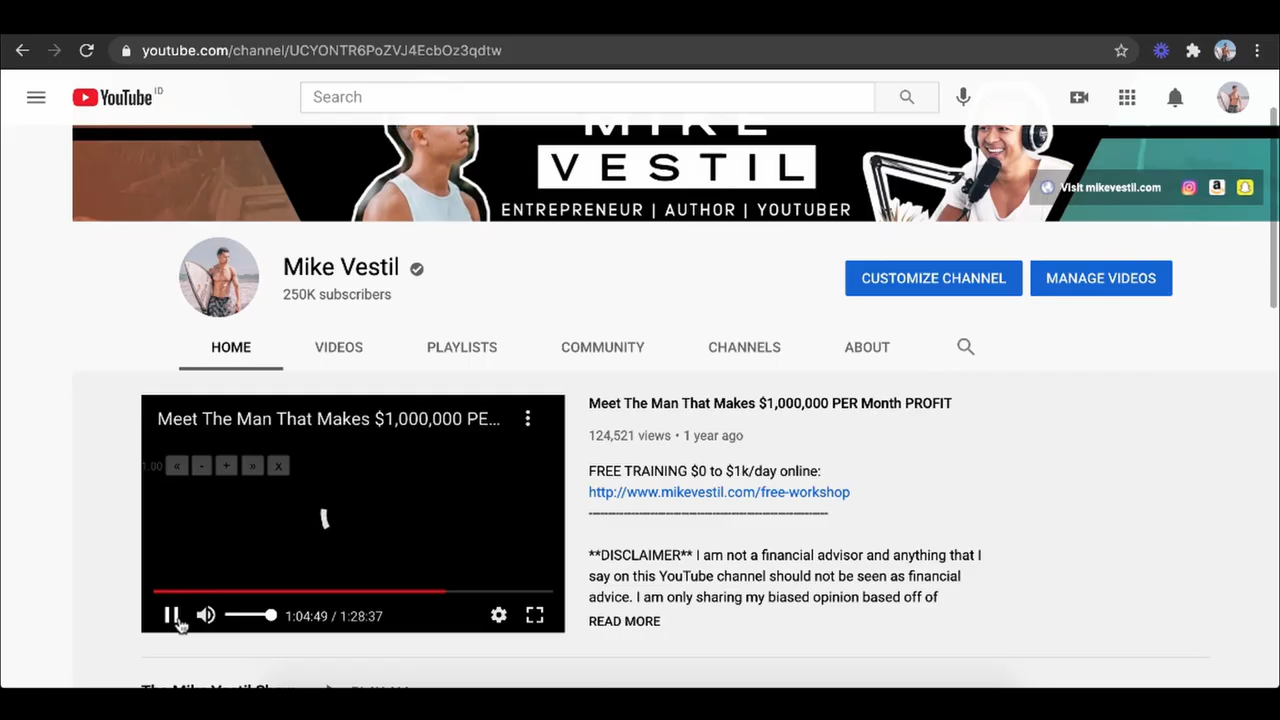 youtube.com/channel/UCYONTR6PoZVJ4EcbOz3qdtw
YouTube ID
Search
MIKE
VESTIL
ENTREPRENEUR | AUTHOR | YOUTUBER
Visit mikevestil.com
Mike Vestil
250K subscribers
CUSTOMIZE CHANNEL
MANAGE VIDEOS
HOME
VIDEOS
PLAYLISTS
COMMUNITY
CHANNELS
ABOUT
Meet The Man That Makes $1,000,000 PE...
1.00 « - + » X
1:04:49 / 1:28:37
Meet The Man That Makes $1,000,000 PER Month PROFIT
124,521 views • 1 year ago
FREE TRAINING $0 to $1k/day online:
http://www.mikevestil.com/free-workshop
**DISCLAIMER** I am not a financial advisor and anything that I
say on this YouTube channel should not be seen as financial
advice. I am only sharing my biased opinion based off of
READ MORE
The Mike Vestil Show